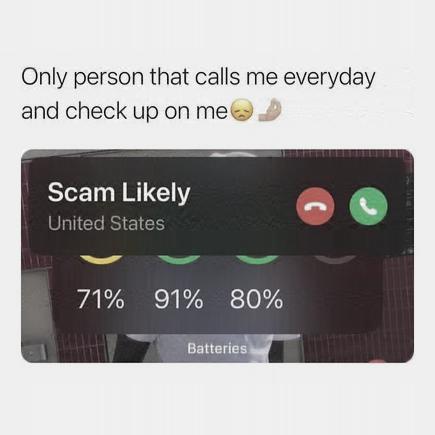 Only person that calls me everyday
and check up on me😞🤌🏼
Scam Likely
United States
71% 91% 80%
Batteries